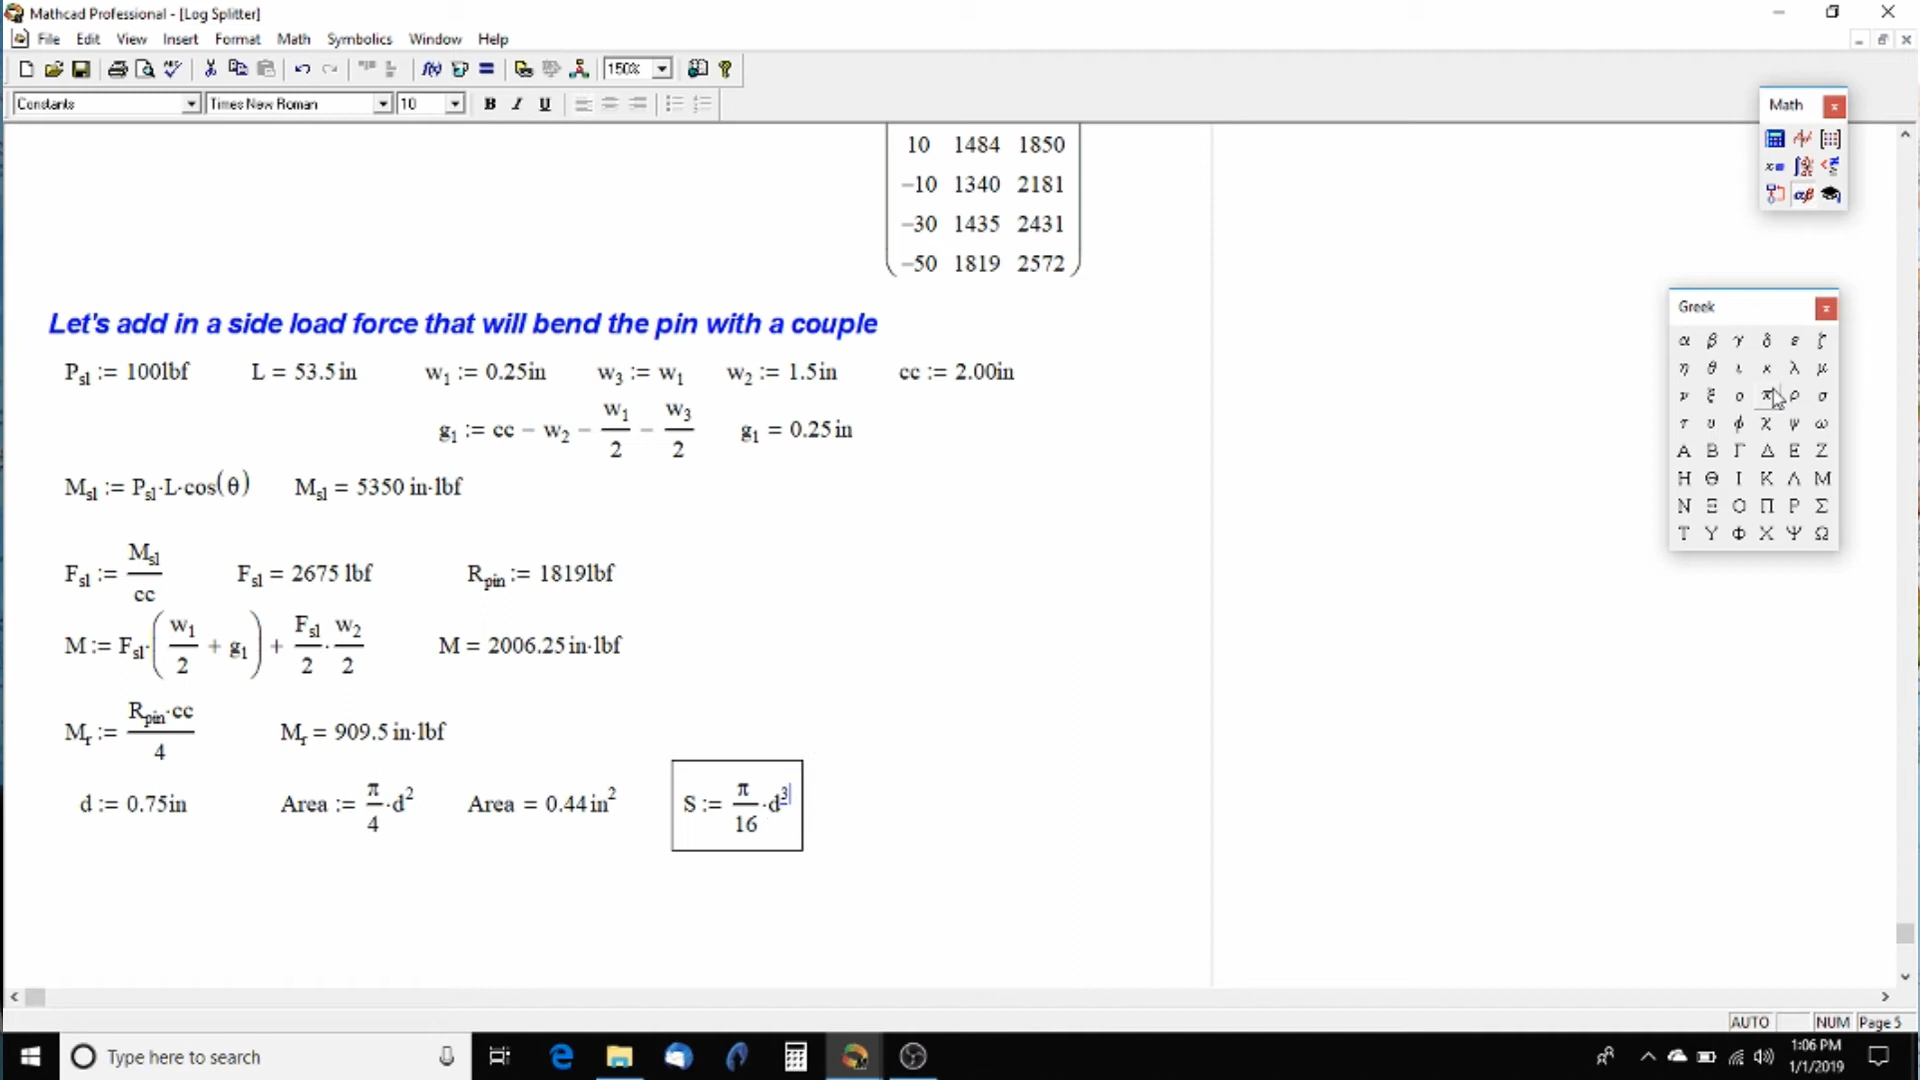 Mathcad Professional - [Log Splitter]
File Edit View Insert Format Math Symbolics Window Help
150%
Constants Times New Roman 10 B I U
Math
10 1484 1850
−10 1340 2181
−30 1435 2431
−50 1819 2572
Greek
α β γ δ ε ζ
η θ ι κ λ μ
ν ξ ο π ρ σ
τ υ ϕ χ ψ ω
Α Β Γ Δ Ε Ζ
Η Θ Ι Κ Λ Μ
Ν Ξ Ο Π Ρ Σ
Τ Υ Φ Χ Ψ Ω
Let's add in a side load force that will bend the pin with a couple
P_sl := 100lbf L = 53.5 in w_1 := 0.25in w_3 := w_1 w_2 := 1.5in cc := 2.00in
g_1 := cc − w_2 − w_1/2 − w_3/2 g_1 = 0.25 in
M_sl := P_sl·L·cos(θ) M_sl = 5350 in·lbf
F_sl := M_sl/cc F_sl = 2675 lbf R_pin := 1819lbf
M := F_sl·(w_1/2 + g_1) + F_sl/2·w_2/2 M = 2006.25 in·lbf
M_r := R_pin·cc/4 M_r = 909.5 in·lbf
d := 0.75in Area := π/4·d^2 Area = 0.44 in^2 S := π/16·d^3
AUTO NUM Page 5
Type here to search
1:06 PM
1/1/2019